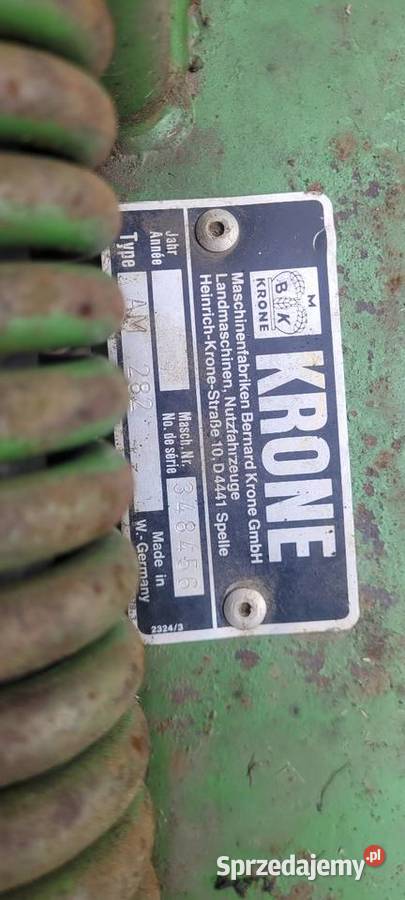 M
B K
KRONE
KRONE
Maschinenfabriken Bernard Krone GmbH
Landmaschinen, Nutzfahrzeuge
Heinrich-Krone-Straße 10, D4441 Spelle
Jahr
Année
Masch.Nr.
No. de série
348456
Type
AM 282
Made in
W.-Germany
2324/3
Sprzedajemy.pl